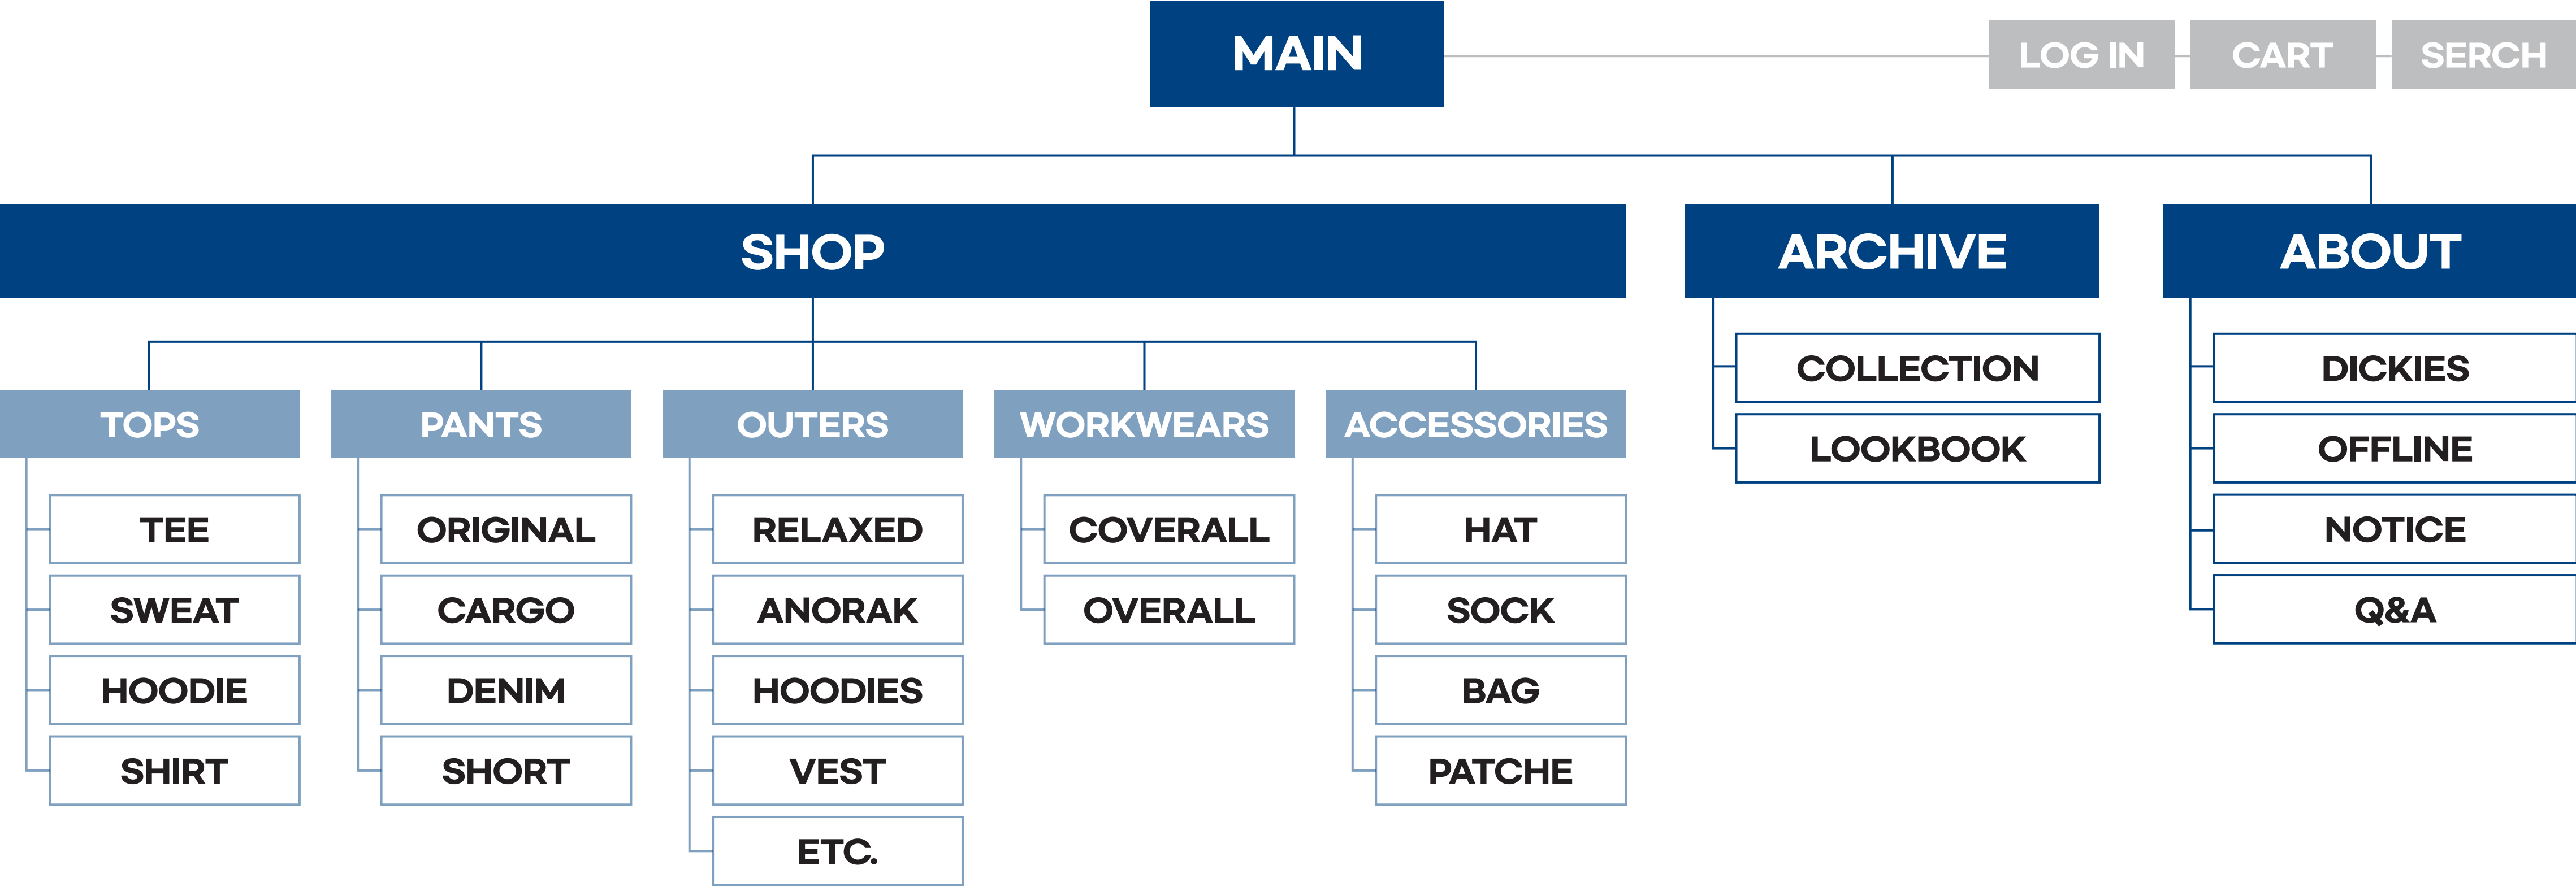 MAIN
LOG IN
CART
SERCH
SHOP
ARCHIVE
ABOUT
TOPS
TEE
SWEAT
HOODIE
SHIRT
PANTS
ORIGINAL
CARGO
DENIM
SHORT
OUTERS
RELAXED
ANORAK
HOODIES
VEST
ETC.
WORKWEARS
COVERALL
OVERALL
ACCESSORIES
HAT
SOCK
BAG
PATCHE
COLLECTION
LOOKBOOK
DICKIES
OFFLINE
NOTICE
Q&A